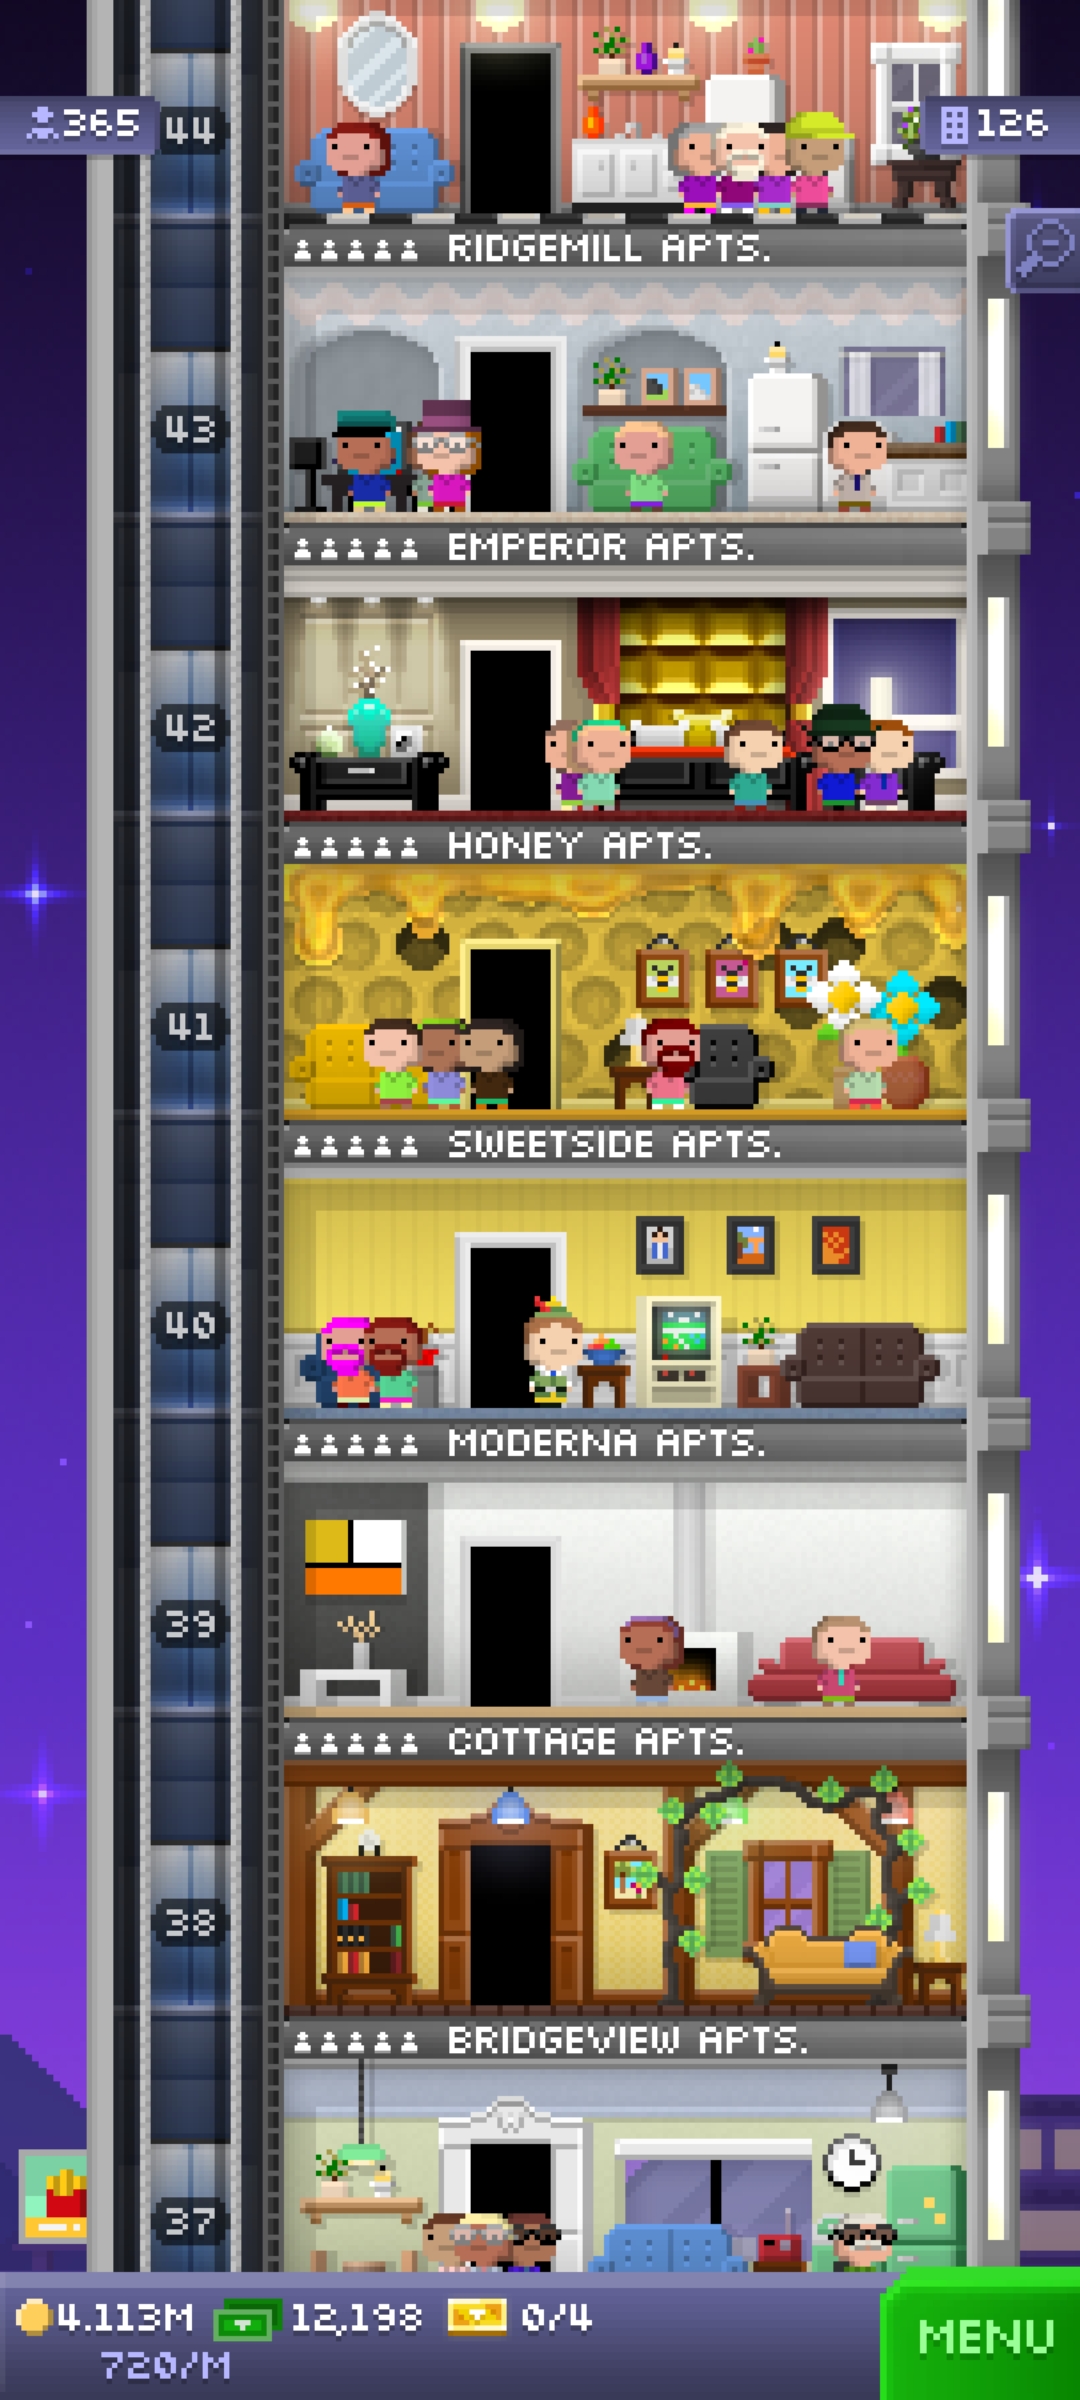 365
44
126
RIDGEMILL APTS.
43
EMPEROR APTS.
42
HONEY APTS.
41
SWEETSIDE APTS.
40
MODERNA APTS.
39
COTTAGE APTS.
38
BRIDGEVIEW APTS.
37
4.113M 12,198 0/4
720/M
MENU